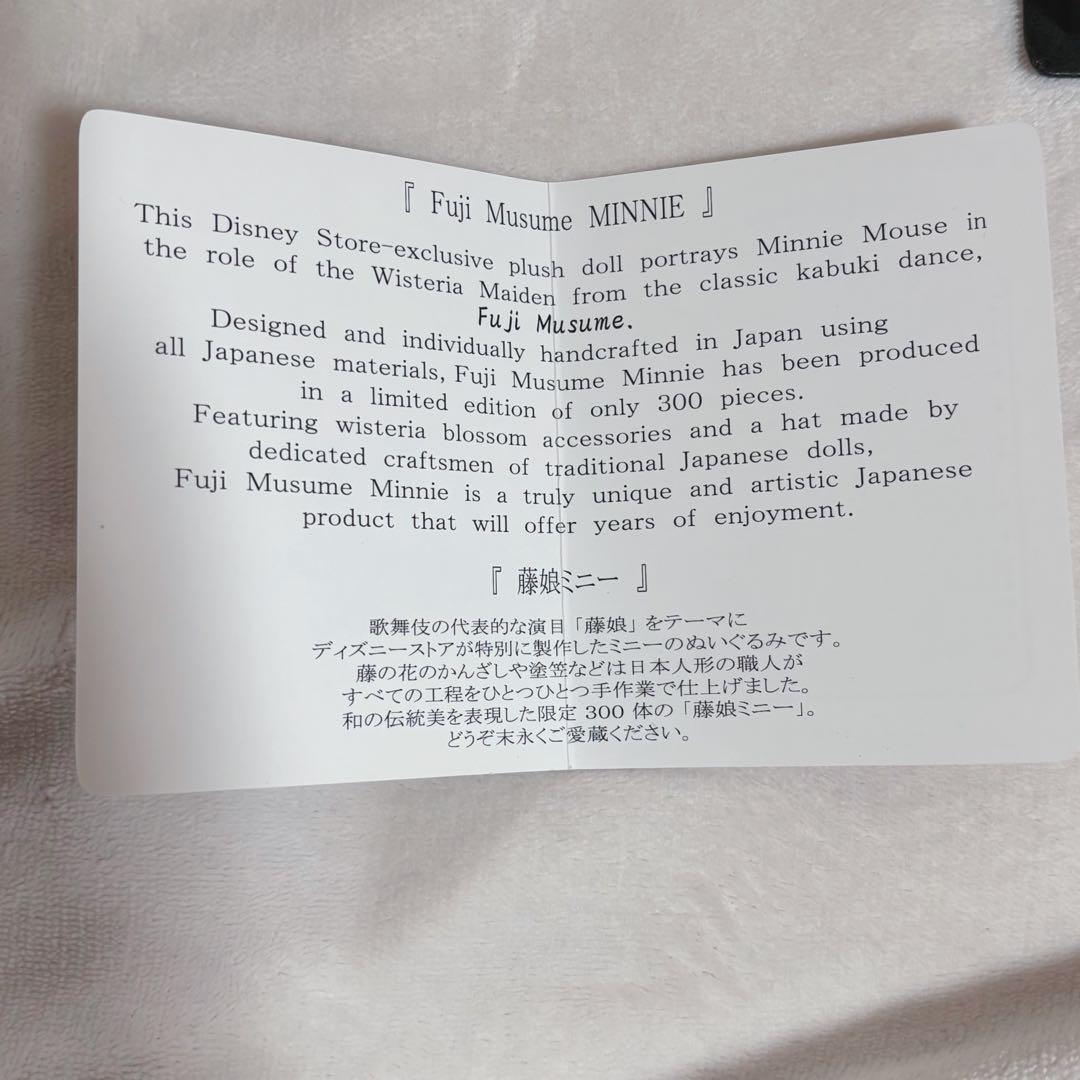 『 Fuji Musume MINNIE 』
This Disney Store-exclusive plush doll portrays Minnie Mouse in
the role of the Wisteria Maiden from the classic kabuki dance,
Fuji Musume.
Designed and individually handcrafted in Japan using
all Japanese materials, Fuji Musume Minnie has been produced
in a limited edition of only 300 pieces.
Featuring wisteria blossom accessories and a hat made by
dedicated craftsmen of traditional Japanese dolls,
Fuji Musume Minnie is a truly unique and artistic Japanese
product that will offer years of enjoyment.
『 藤娘ミニー 』
歌舞伎の代表的な演目「藤娘」をテーマに
ディズニーストアが特別に製作したミニーのぬいぐるみです。
藤の花のかんざしや塗笠などは日本人形の職人が
すべての工程をひとつひとつ手作業で仕上げました。
和の伝統美を表現した限定 300 体の「藤娘ミニー」。
どうぞ末永くご愛蔵ください。